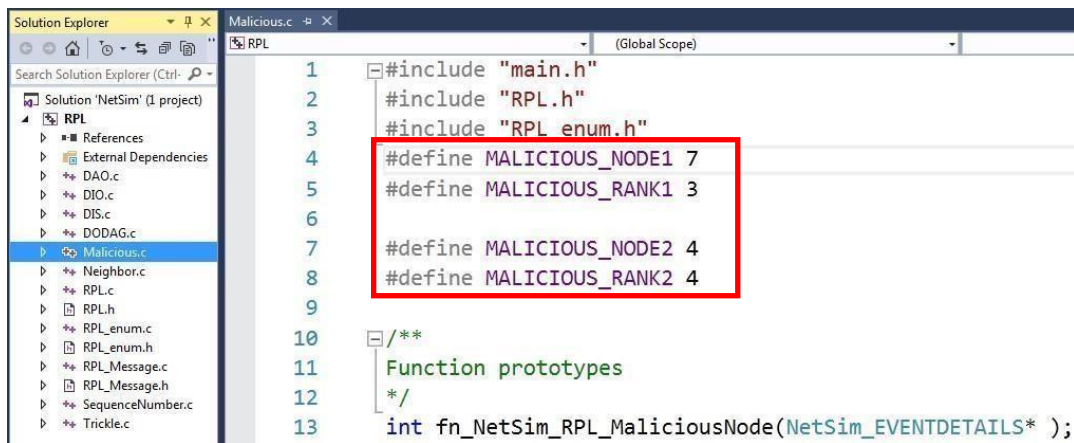 Solution Explorer
Search Solution Explorer (Ctrl-
Solution 'NetSim' (1 project)
RPL
References
External Dependencies
DAO.c
DIO.c
DIS.c
DODAG.c
Malicious.c
Neighbor.c
RPL.c
RPL.h
RPL_enum.c
RPL_enum.h
RPL_Message.c
RPL_Message.h
SequenceNumber.c
Trickle.c
Malicious.c
RPL (Global Scope)
1 #include "main.h"
2 #include "RPL.h"
3 #include "RPL_enum.h"
4 #define MALICIOUS_NODE1 7
5 #define MALICIOUS_RANK1 3
6
7 #define MALICIOUS_NODE2 4
8 #define MALICIOUS_RANK2 4
9
10 /**
11 Function prototypes
12 */
13 int fn_NetSim_RPL_MaliciousNode(NetSim_EVENTDETAILS* );